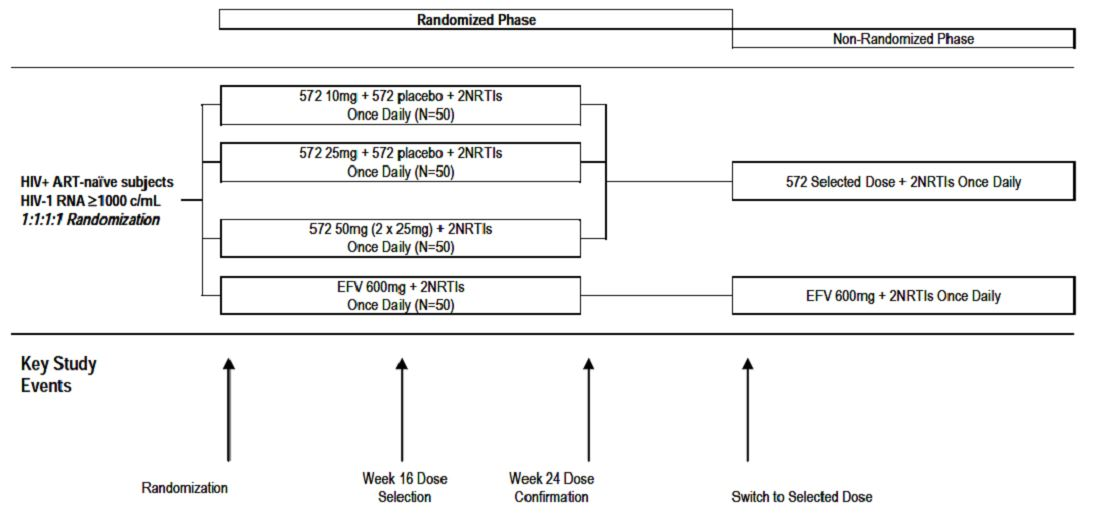 Randomized Phase
Non-Randomized Phase
572 10mg + 572 placebo + 2NRTIs
Once Daily (N=50)
572 25mg + 572 placebo + 2NRTIs
Once Daily (N=50)
HIV+ ART-naïve subjects
HIV-1 RNA ≥1000 c/mL
1:1:1:1 Randomization
572 50mg (2 x 25mg) + 2NRTIs
Once Daily (N=50)
EFV 600mg + 2NRTIs
Once Daily (N=50)
572 Selected Dose + 2NRTIs Once Daily
EFV 600mg + 2NRTIs Once Daily
Key Study
Events
Randomization
Week 16 Dose
Selection
Week 24 Dose
Confirmation
Switch to Selected Dose